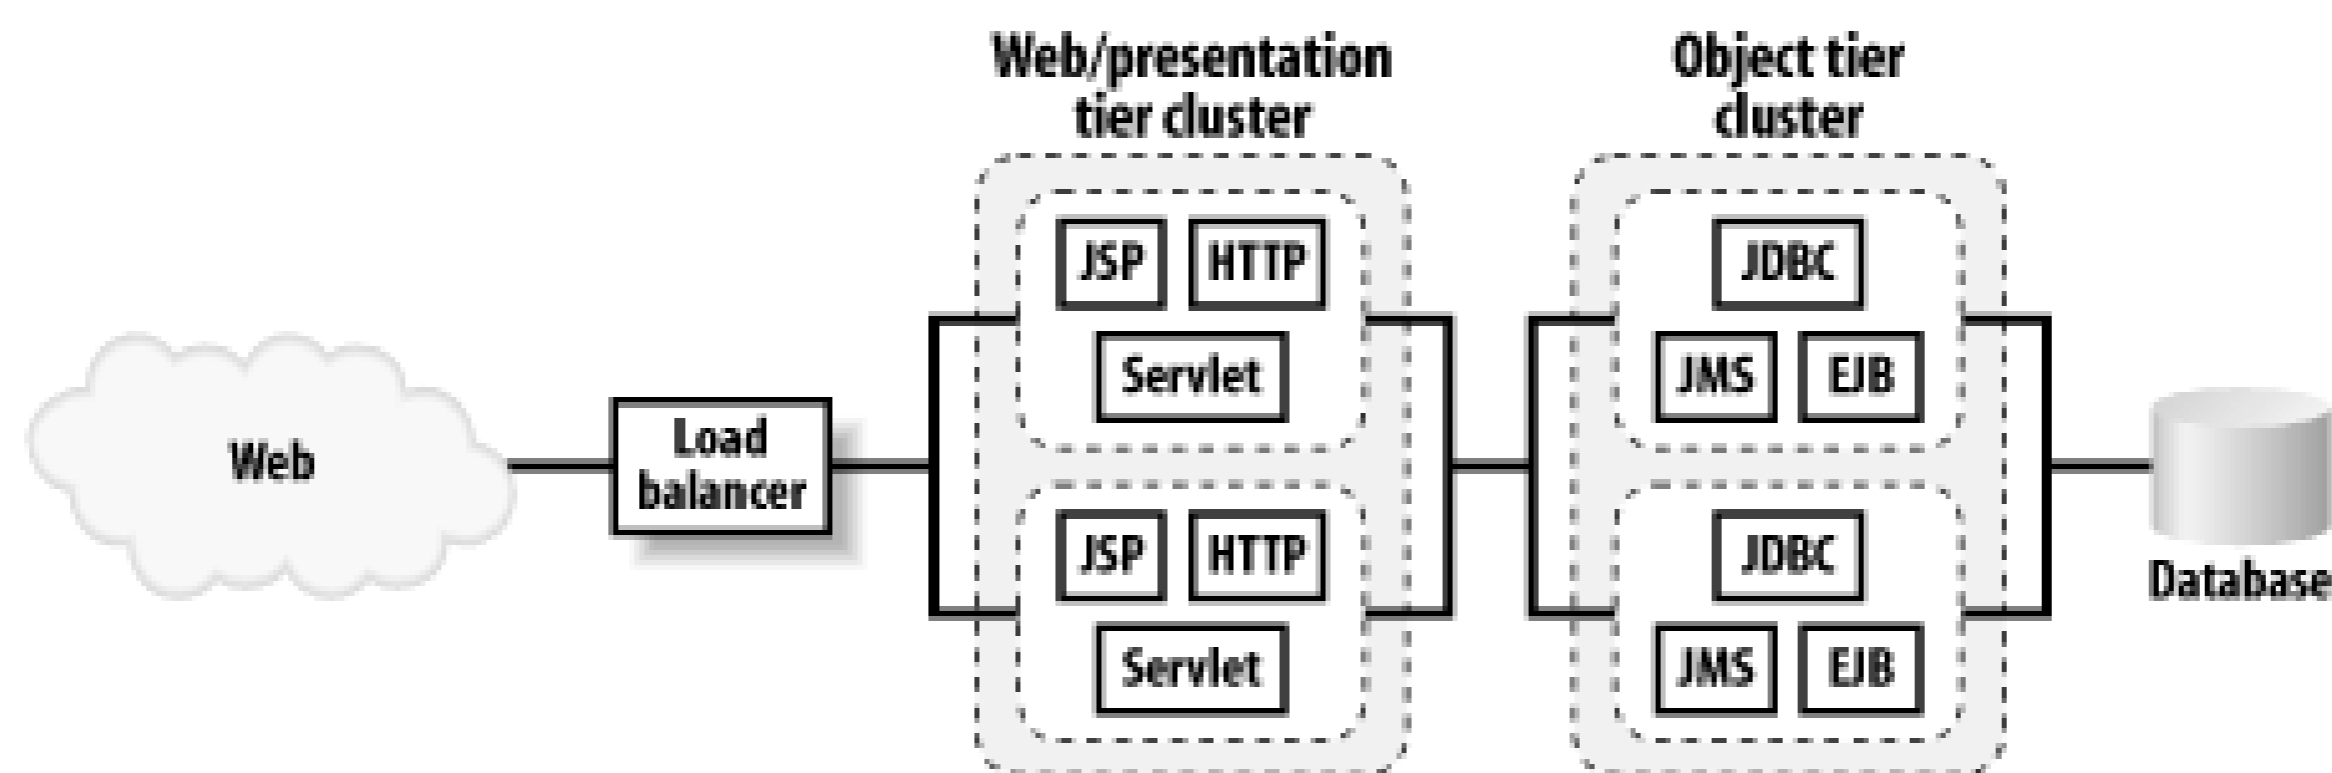 Web/presentation
tier cluster
Object tier
cluster
Web
Load
balancer
JSP HTTP
Servlet
JSP HTTP
Servlet
JDBC
JMS EJB
JDBC
JMS EJB
Database